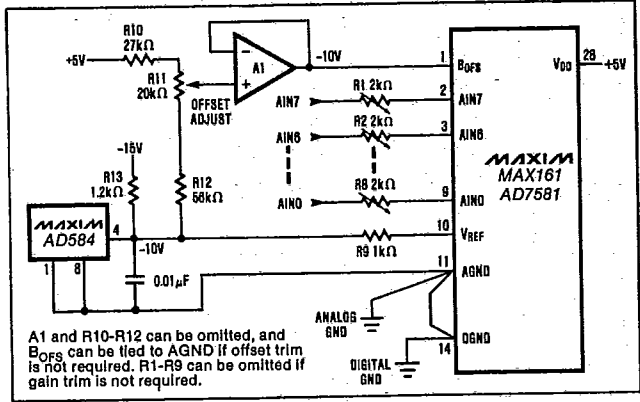 R10
27kΩ
+5V
R11
20kΩ
OFFSET
ADJUST
−
+
A1
−10V
1
BOFS
VDD
28
+5V
AIN7
R1 2kΩ
2
AIN7
AIN6
R2 2kΩ
3
AIN6
AIN0
R8 2kΩ
9
AIN0
MAXIM
MAX161
AD7581
−15V
R13
1.2kΩ
R12
56kΩ
MAXIM
AD584
4
−10V
1
8
0.01μF
R9 1kΩ
10
VREF
11
AGND
ANALOG
GND
DGND
14
DIGITAL
GND
A1 and R10-R12 can be omitted, and
BOFS can be tied to AGND if offset trim
is not required. R1-R9 can be omitted if
gain trim is not required.